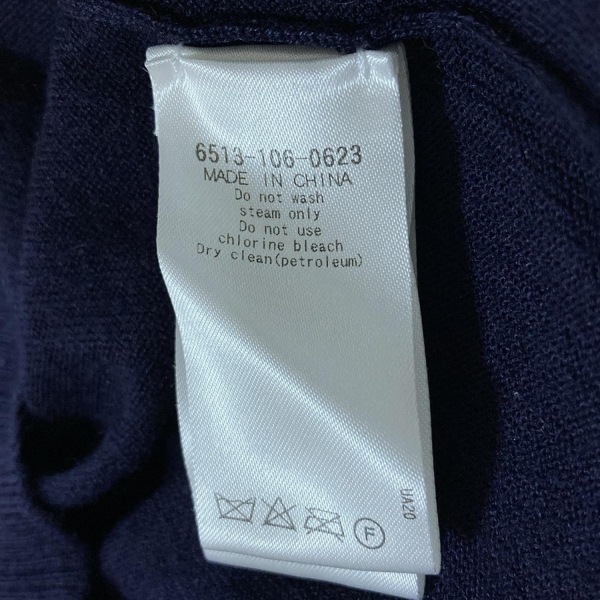 6513-106-0623
MADE IN CHINA
Do not wash
steam only
Do not use
chlorine bleach
Dry clean(petroleum)
F
UA20